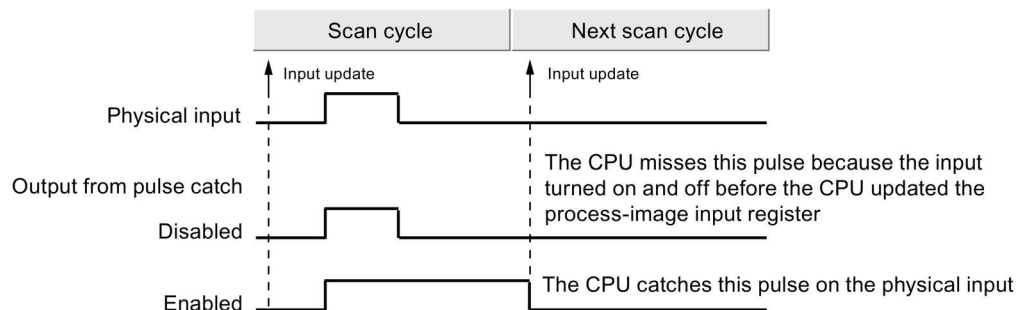 Scan cycle
Next scan cycle
Input update
Input update
Physical input
The CPU misses this pulse because the input
turned on and off before the CPU updated the
process-image input register
Output from pulse catch
Disabled
The CPU catches this pulse on the physical input
Enabled